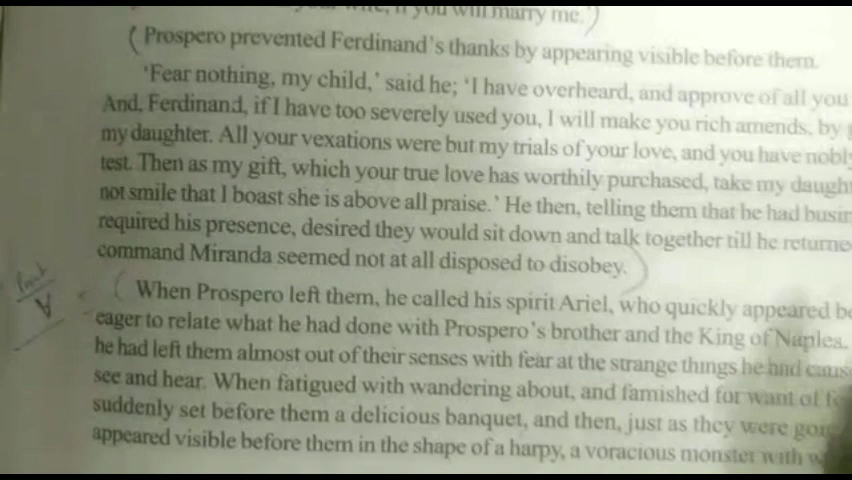 you will marry me.')
(Prospero prevented Ferdinand's thanks by appearing visible before them.
'Fear nothing, my child,' said he; 'I have overheard, and approve of all you
And, Ferdinand, if I have too severely used you, I will make you rich amends, by
my daughter. All your vexations were but my trials of your love, and you have nobly
test. Then as my gift, which your true love has worthily purchased, take my daught
not smile that I boast she is above all praise.' He then, telling them that he had busin
required his presence, desired they would sit down and talk together till he returne
command Miranda seemed not at all disposed to disobey.)
(When Prospero left them, he called his spirit Ariel, who quickly appeared be
eager to relate what he had done with Prospero's brother and the King of Naples.
he had left them almost out of their senses with fear at the strange things he had cause
see and hear. When fatigued with wandering about, and famished for want of fo
suddenly set before them a delicious banquet, and then, just as they were going
appeared visible before them in the shape of a harpy, a voracious monster with w